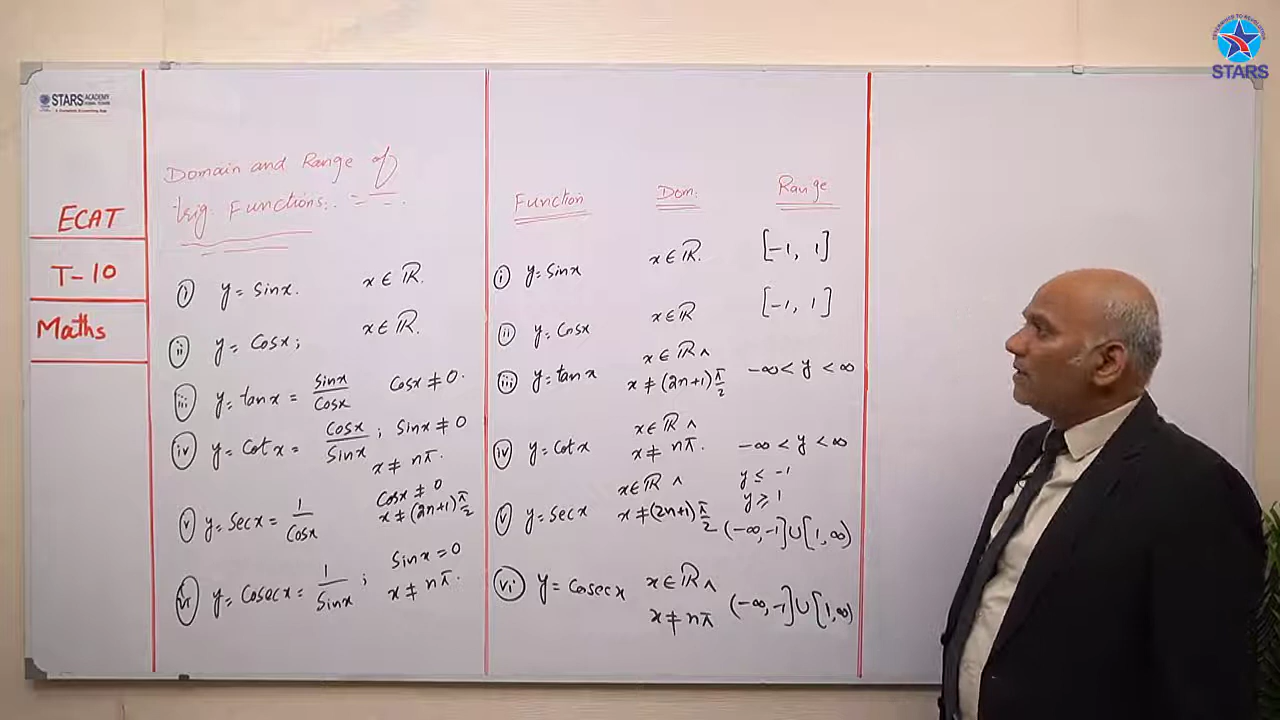 DETERMINED TO REVOLUTION
STARS
STARS ACADEMY
ECAT
T-10
Maths
Domain and Range of
trig. Functions:.
(i) y = sinx. x ∈ ℝ.
(ii) y = cosx; x ∈ ℝ.
(iii) y = tanx = sinx/cosx cosx ≠ 0.
(iv) y = cotx = cosx/sinx ; sinx ≠ 0
x ≠ nπ.
(v) y = secx = 1/cosx cosx ≠ 0
x ≠ (2n+1)π/2
(vi) y = cosecx = 1/sinx ; sinx = 0
x ≠ nπ.
Function Dom. Range
(i) y = sinx x ∈ ℝ. [-1, 1]
(ii) y = cosx x ∈ ℝ [-1, 1]
(iii) y = tanx x ∈ ℝ ∧ -∞ < y < ∞
x ≠ (2n+1)π/2
(iv) y = cotx x ∈ ℝ ∧ -∞ < y < ∞
x ≠ nπ.
(v) y = secx x ∈ ℝ ∧ y ≤ -1
y ≥ 1
x ≠ (2n+1)π/2 (-∞, -1] ∪ [1, ∞)
(vi) y = cosecx x ∈ ℝ ∧ (-∞, -1] ∪ [1, ∞)
x ≠ nπ